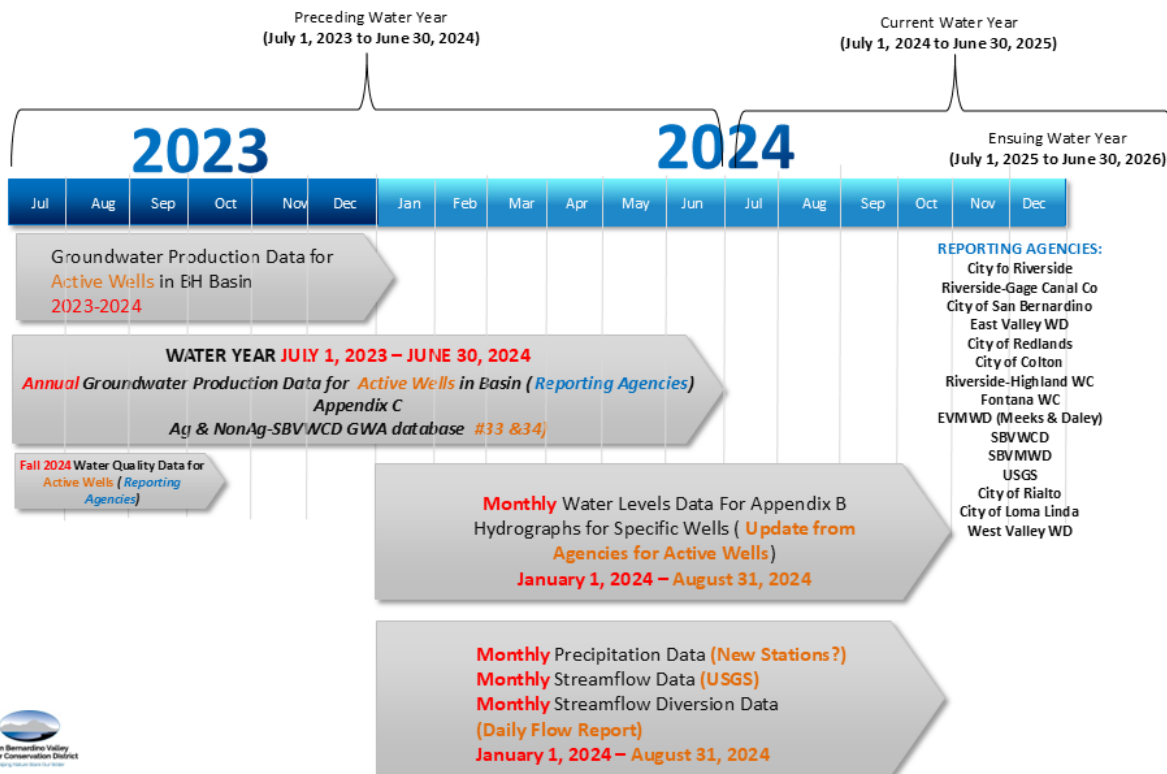 Preceding Water Year
(July 1, 2023 to June 30, 2024)
Current Water Year
(July 1, 2024 to June 30, 2025)
2023
2024
Ensuing Water Year
(July 1, 2025 to June 30, 2026)
Jul Aug Sep Oct Nov Dec Jan Feb Mar Apr May Jun Jul Aug Sep Oct Nov Dec
Groundwater Production Data for
Active Wells in BH Basin
2023-2024
WATER YEAR JULY 1, 2023 – JUNE 30, 2024
Annual Groundwater Production Data for Active Wells in Basin ( Reporting Agencies)
Appendix C
Ag & NonAg-SBVWCD GWA database #33 &34)
Fall 2024 Water Quality Data for
Active Wells ( Reporting
Agencies)
Monthly Water Levels Data For Appendix B
Hydrographs for Specific Wells ( Update from
Agencies for Active Wells)
January 1, 2024 – August 31, 2024
Monthly Precipitation Data (New Stations?)
Monthly Streamflow Data (USGS)
Monthly Streamflow Diversion Data
(Daily Flow Report)
January 1, 2024 – August 31, 2024
REPORTING AGENCIES:
City fo Riverside
Riverside-Gage Canal Co
City of San Bernardino
East Valley WD
City of Redlands
City of Colton
Riverside-Highland WC
Fontana WC
EVMWD (Meeks & Daley)
SBVWCD
SBVMWD
USGS
City of Rialto
City of Loma Linda
West Valley WD
n Bernardino Valley
r Conservation District